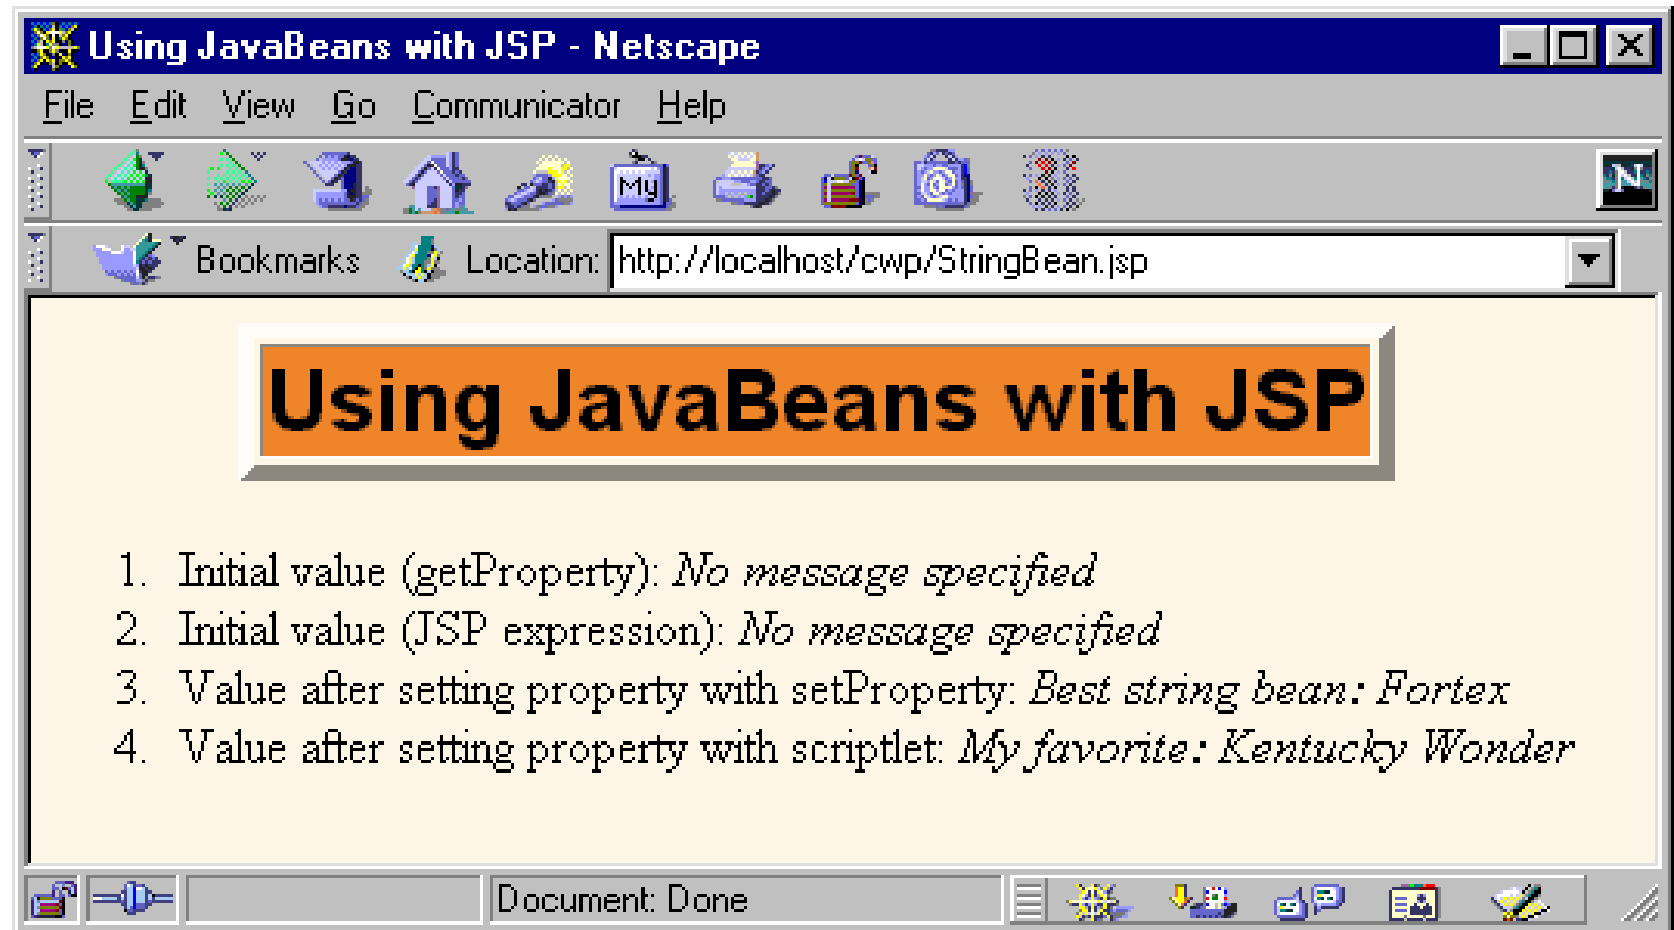 Using JavaBeans with JSP - Netscape
File Edit View Go Communicator Help
My
N
Bookmarks Location: http://localhost/cwp/StringBean.jsp
Using JavaBeans with JSP
1. Initial value (getProperty): No message specified
2. Initial value (JSP expression): No message specified
3. Value after setting property with setProperty: Best string bean: Fortex
4. Value after setting property with scriptlet: My favorite: Kentucky Wonder
Document: Done